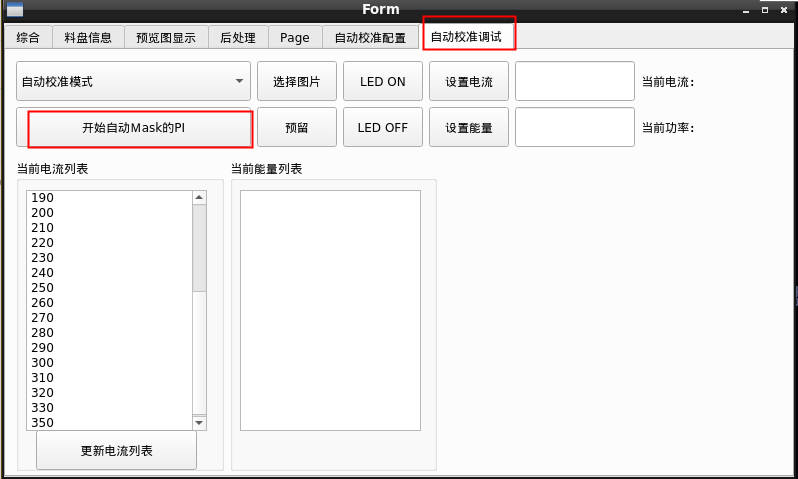 Form
综合 料盘信息 预览图显示 后处理 Page 自动校准配置 自动校准调试
自动校准模式 选择图片 LED ON 设置电流 当前电流:
开始自动Mask的PI 预留 LED OFF 设置能量 当前功率:
当前电流列表 当前能量列表
190
200
210
220
230
240
250
260
270
280
290
300
310
320
330
350
更新电流列表